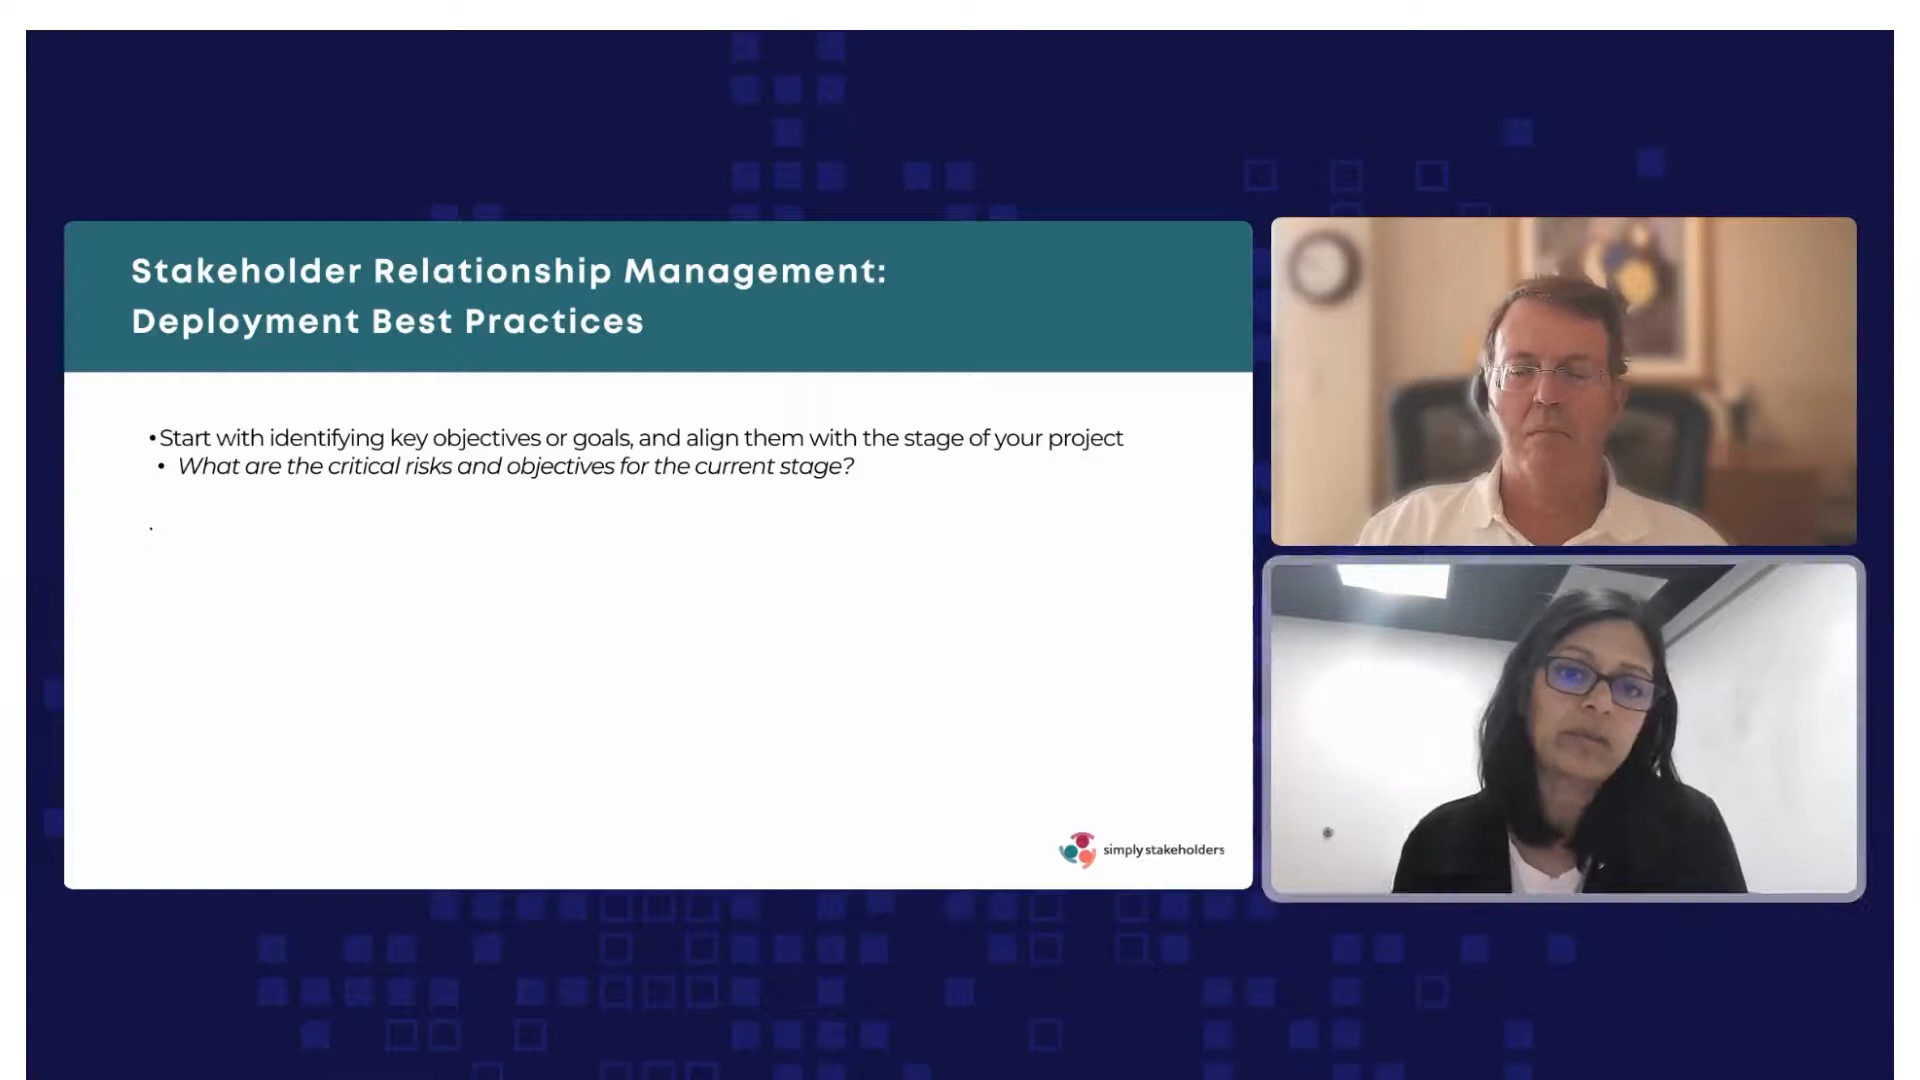 Stakeholder Relationship Management:
Deployment Best Practices
•Start with identifying key objectives or goals, and align them with the stage of your project
• What are the critical risks and objectives for the current stage?
.
simply stakeholders